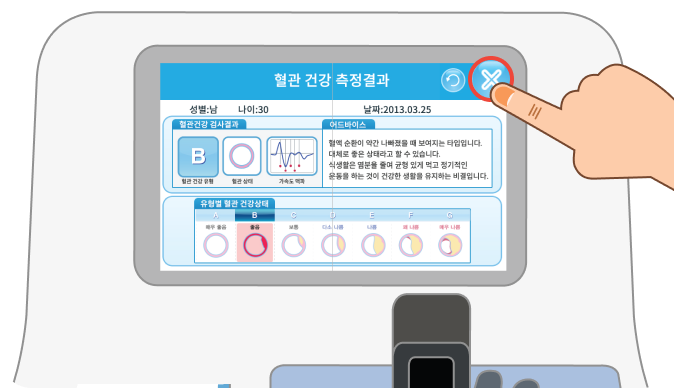 혈관 건강 측정결과
성별:남 나이:30 날짜:2013.03.25
혈관건강 검사결과
B
혈관 건강 유형 혈관 상태 가속도 맥파
어드바이스
혈액 순환이 약간 나빠졌을 때 보여지는 타입입니다.
대체로 좋은 상태라고 할 수 있습니다.
식생활은 염분을 줄여 균형 있게 먹고 정기적인
운동을 하는 것이 건강한 생활을 유지하는 비결입니다.
유형별 혈관 건강상태
A B C D E F G
매우 좋음 좋음 보통 다소 나쁨 나쁨 꽤 나쁨 매우 나쁨